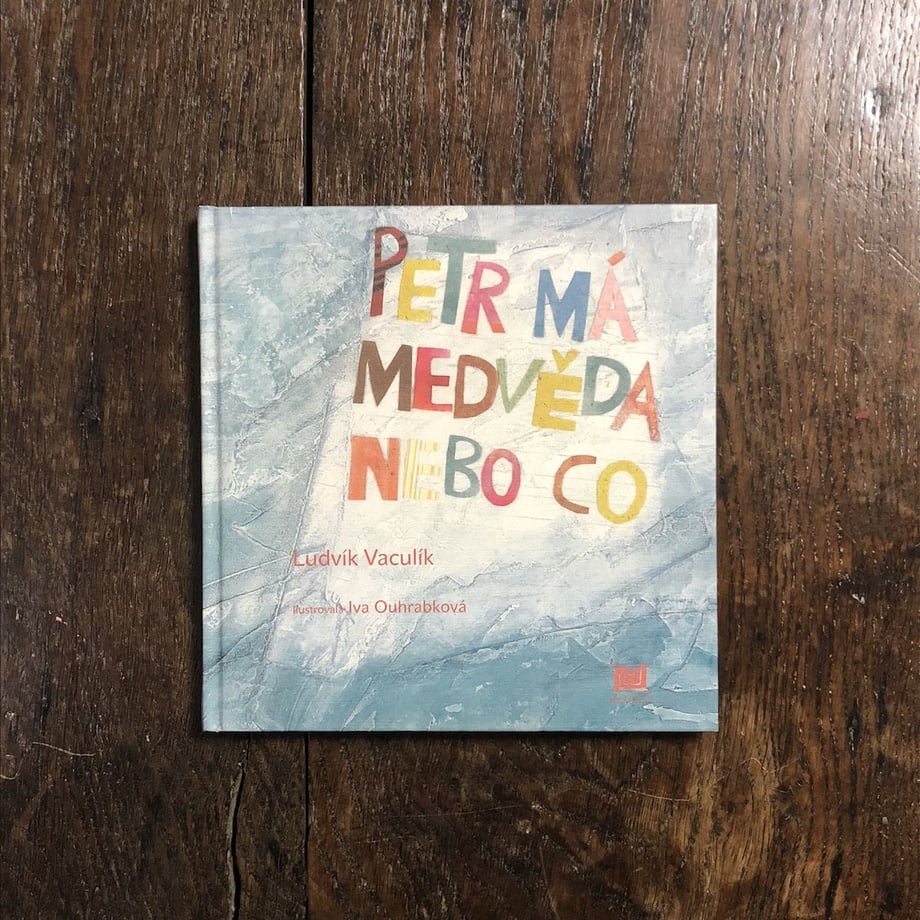 PETR MÁ
MEDVĚDA
NEBO CO
Ludvík Vaculík
ilustrovala Iva Ouhrabková